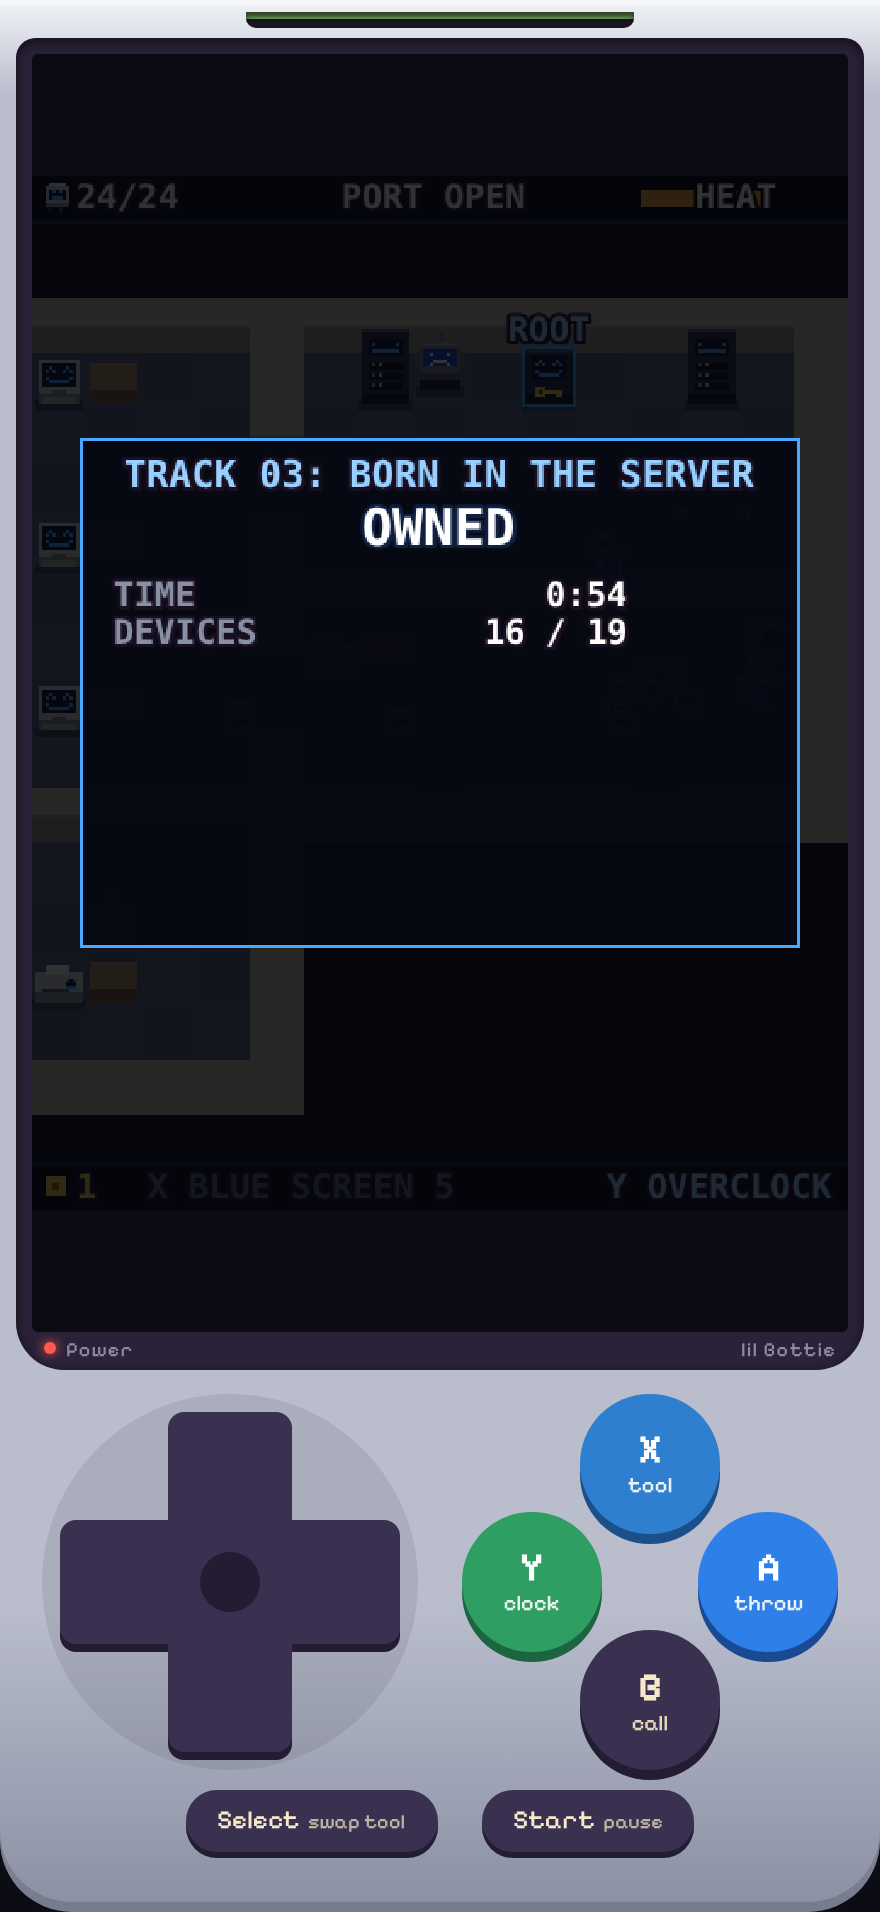 24/24 PORT OPEN HEAT
ROOT
TRACK 03: BORN IN THE SERVER
OWNED
TIME 0:54
DEVICES 16 / 19
1 X BLUE SCREEN 5 Y OVERCLOCK
Power lil Bottie
X
tool
Y
clock
A
throw
B
call
Select swap tool
Start pause